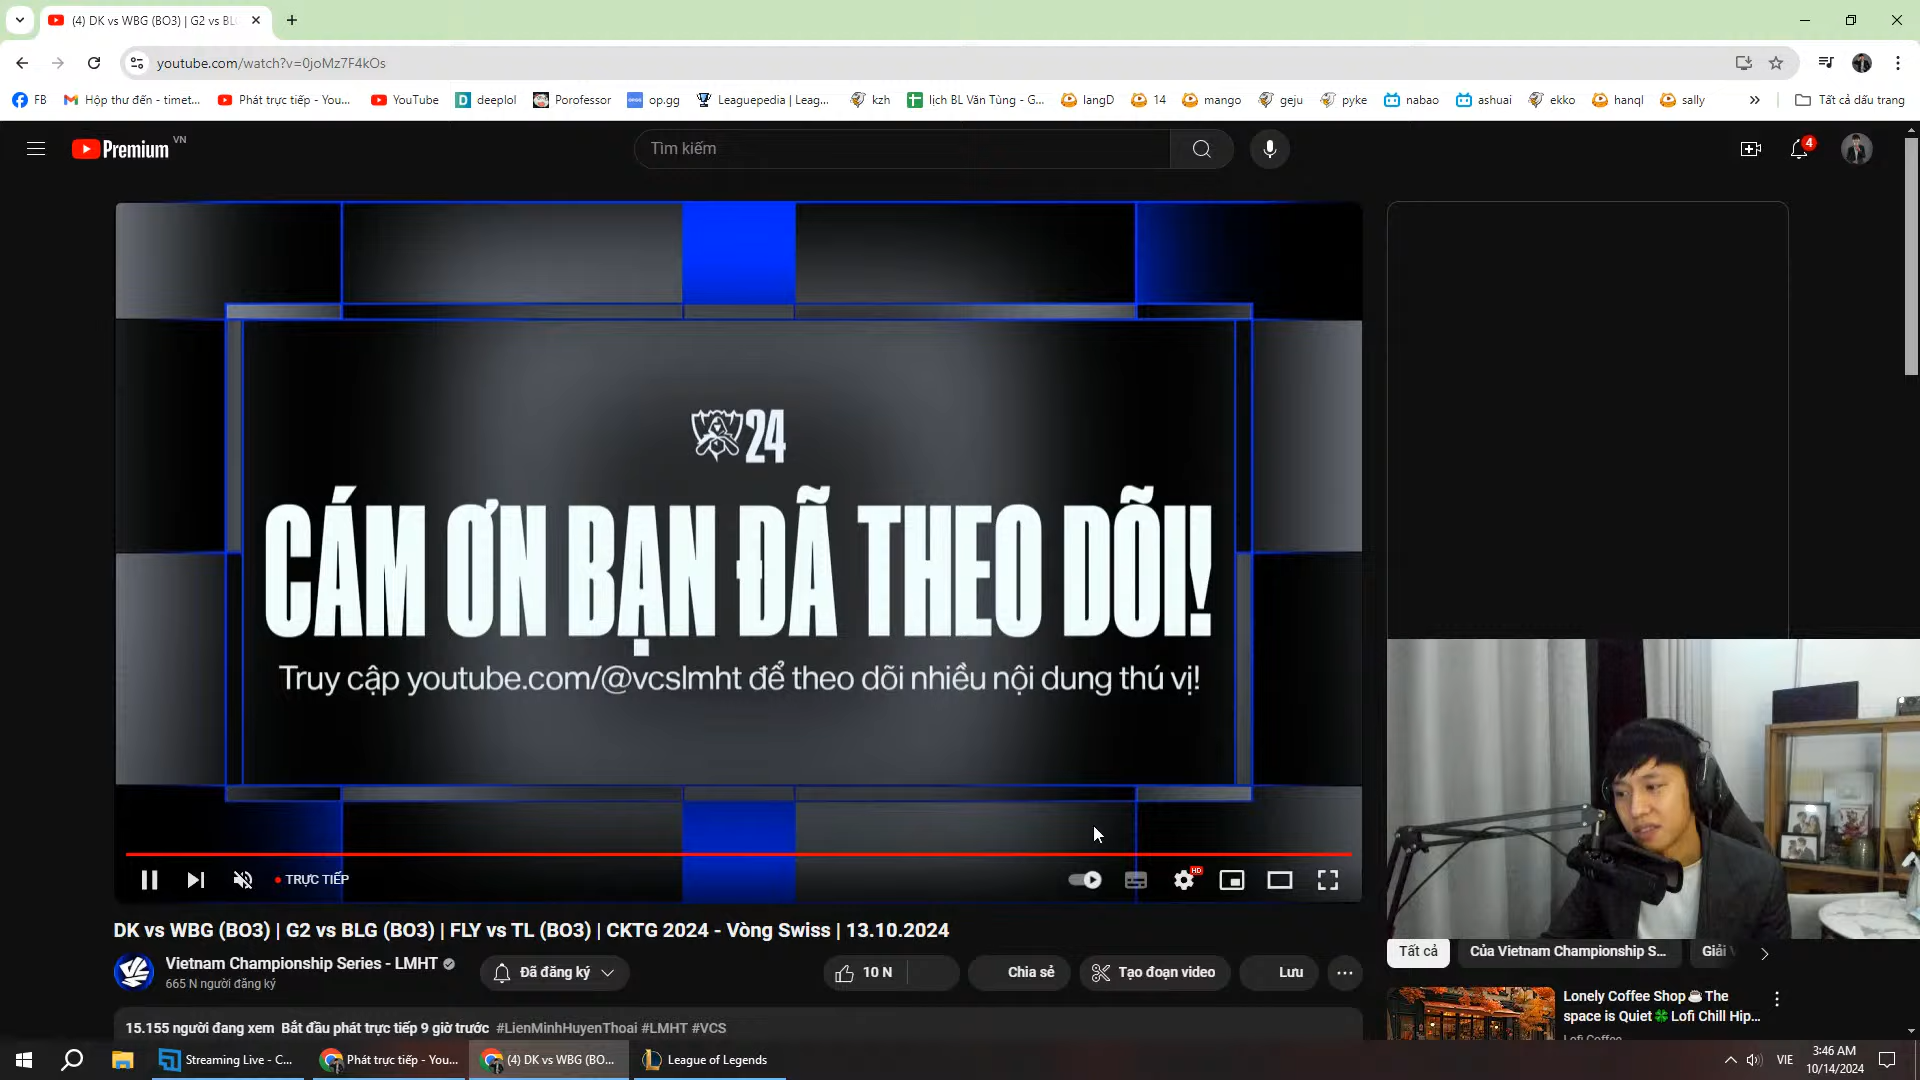 (4) DK vs WBG (BO3) | G2 vs BL
youtube.com/watch?v=0joMz7F4kOs
FB
Hộp thư đến - timet...
Phát trực tiếp - You...
YouTube
deeplol
Porofessor
op.gg
Leaguepedia | Leag...
kzh
lịch BL Văn Tùng - G...
langD
14
mango
geju
pyke
nabao
ashuai
ekko
hanql
sally
Tất cả dấu trang
Premium
VN
Tìm kiếm
4
24
CÁM ƠN BẠN ĐÃ THEO DÕI!
Truy cập youtube.com/@vcslmht để theo dõi nhiều nội dung thú vị!
TRỰC TIẾP
HD
DK vs WBG (BO3) | G2 vs BLG (BO3) | FLY vs TL (BO3) | CKTG 2024 - Vòng Swiss | 13.10.2024
Vietnam Championship Series - LMHT
665 N người đăng ký
Đã đăng ký
10 N
Chia sẻ
Tạo đoạn video
Lưu
15.155 người đang xem Bắt đầu phát trực tiếp 9 giờ trước #LienMinhHuyenThoai #LMHT #VCS
Tất cả
Của Vietnam Championship S...
Giải
Lonely Coffee Shop☕ The
space is Quiet🍀 Lofi Chill Hip...
Lofi Coffee
Streaming Live - C...
Phát trực tiếp - You...
(4) DK vs WBG (BO...
League of Legends
VIE
3:46 AM
10/14/2024